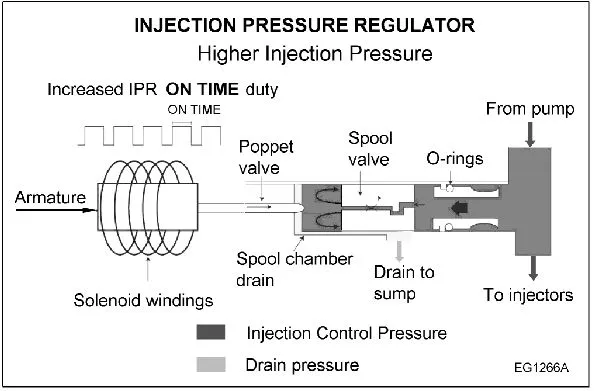 INJECTION PRESSURE REGULATOR
Higher Injection Pressure
Increased IPR ON TIME duty
ON TIME
From pump
Poppet
valve
Spool
valve
O-rings
Armature
Spool chamber
drain
Drain to
sump
Solenoid windings
To injectors
Injection Control Pressure
Drain pressure
EG1266A